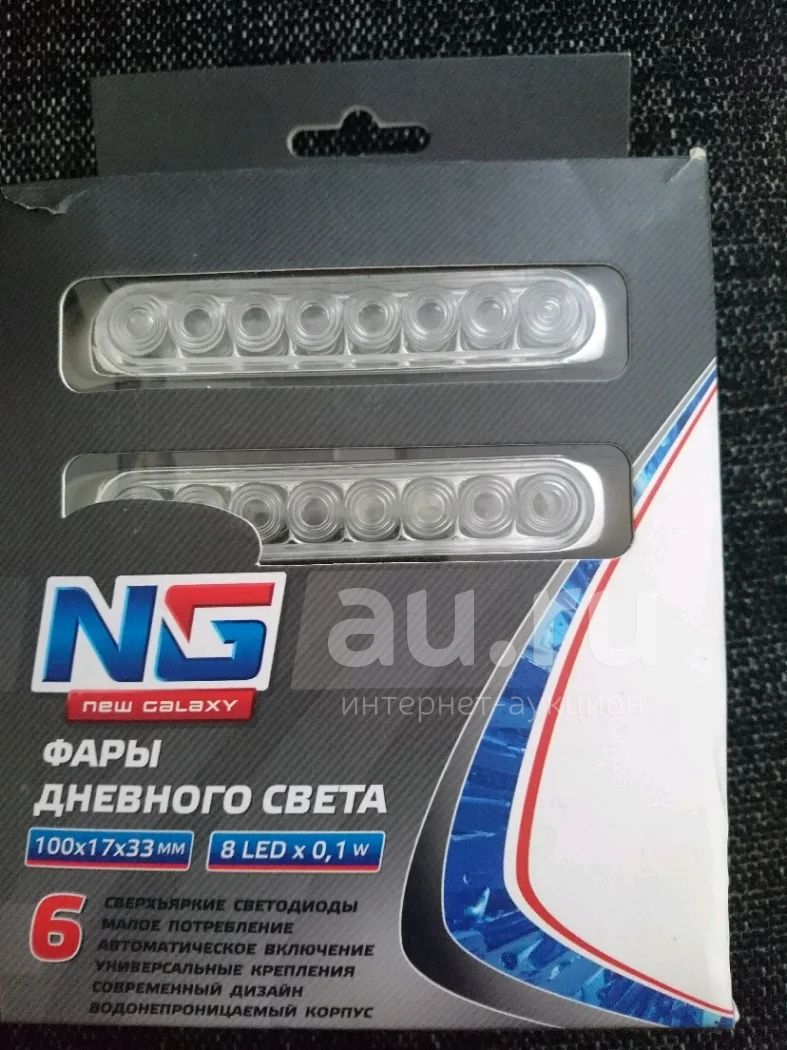 NG
new GALAXY
ФАРЫ
ДНЕВНОГО СВЕТА
100x17x33 мм
8 LED x 0,1 W
6
СВЕРХЪЯРКИЕ СВЕТОДИОДЫ
МАЛОЕ ПОТРЕБЛЕНИЕ
АВТОМАТИЧЕСКОЕ ВКЛЮЧЕНИЕ
УНИВЕРСАЛЬНЫЕ КРЕПЛЕНИЯ
СОВРЕМЕННЫЙ ДИЗАЙН
ВОДОНЕПРОНИЦАЕМЫЙ КОРПУС
au.ru
интернет-аукцион